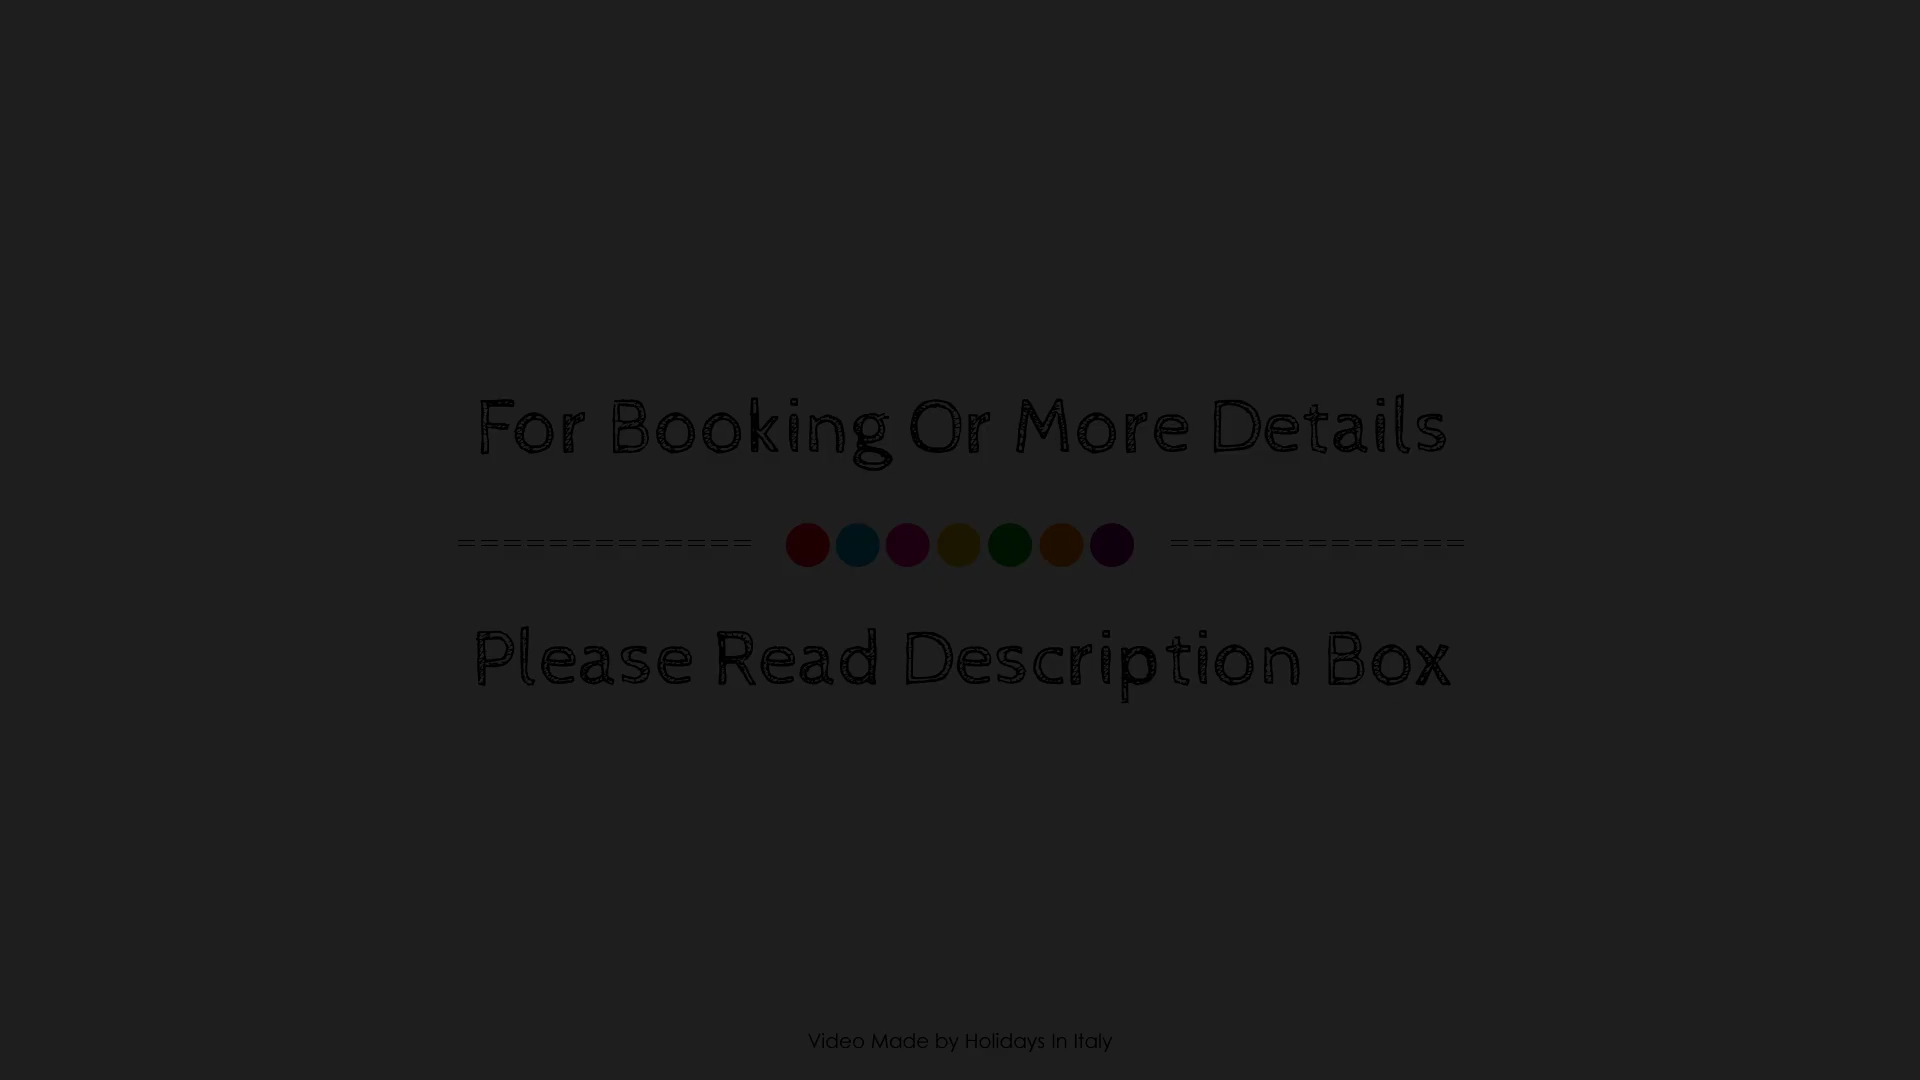 For Booking Or More Details
============= =============
Please Read Description Box
Video Made by Holidays In Italy